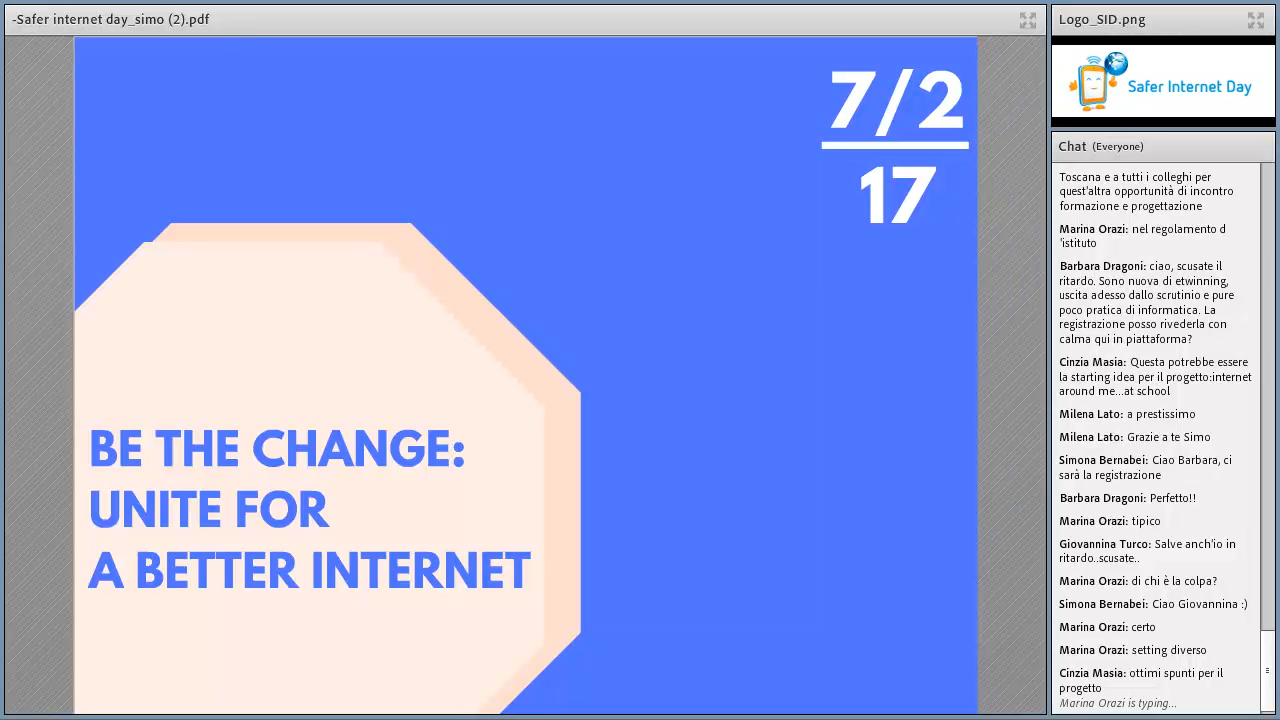 -Safer internet day_simo (2).pdf
7/2
17
BE THE CHANGE:
UNITE FOR
A BETTER INTERNET
Logo_SID.png
Safer Internet Day
Chat (Everyone)
Toscana e a tutti i colleghi per
quest'altra opportunità di incontro
formazione e progettazione
Marina Orazi: nel regolamento d
'istituto
Barbara Dragoni: ciao, scusate il
ritardo. Sono nuova di etwinning,
uscita adesso dallo scrutinio e pure
poco pratica di informatica. La
registrazione posso rivederla con
calma qui in piattaforma?
Cinzia Masia: Questa potrebbe essere
la starting idea per il progetto:internet
around me...at school
Milena Lato: a prestissimo
Milena Lato: Grazie a te Simo
Simona Bernabei: Ciao Barbara, ci
sarà la registrazione
Barbara Dragoni: Perfetto!!
Marina Orazi: tipico
Giovannina Turco: Salve anch'io in
ritardo..scusate..
Marina Orazi: di chi è la colpa?
Simona Bernabei: Ciao Giovannina :)
Marina Orazi: certo
Marina Orazi: setting diverso
Cinzia Masia: ottimi spunti per il
progetto
Marina Orazi is typing...